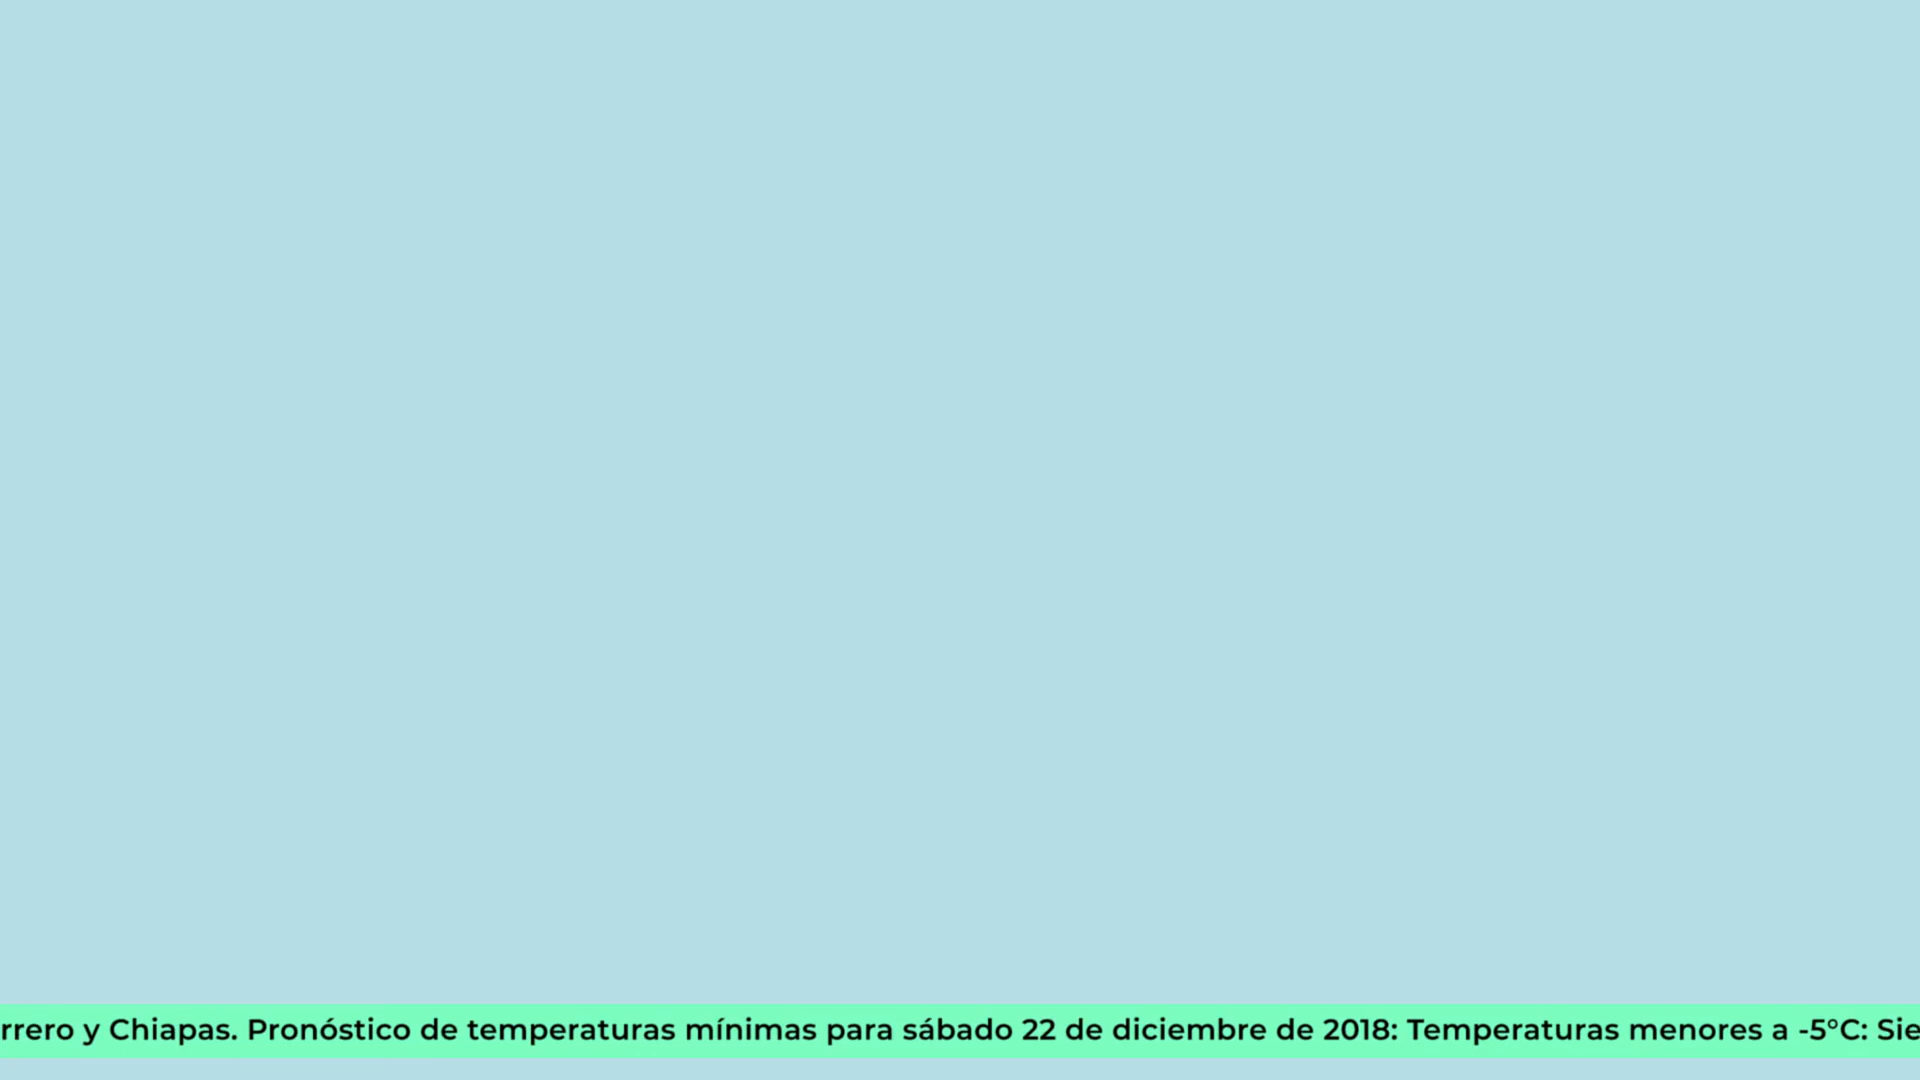 rrero y Chiapas. Pronóstico de temperaturas mínimas para sábado 22 de diciembre de 2018: Temperaturas menores a -5°C: Sie